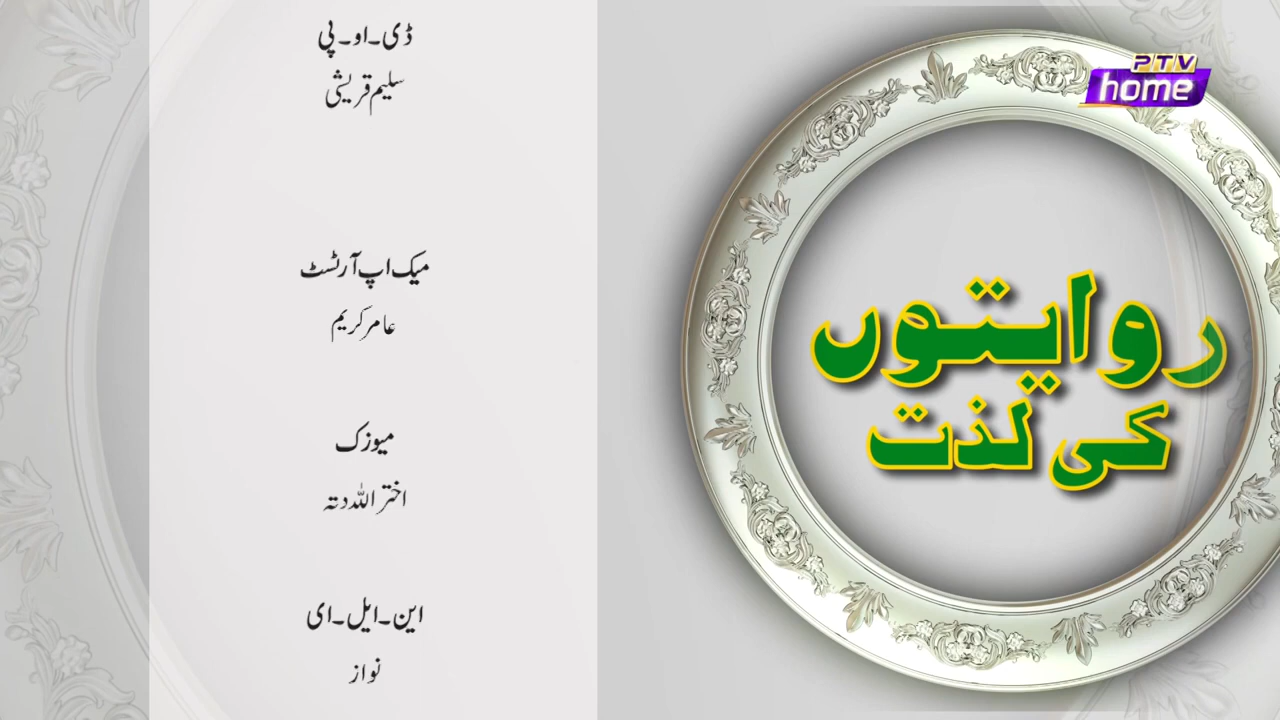 ڈی۔او۔پی
سلیم قریشی
میک اپ آرٹسٹ
عامر کریم
میوزک
اختر اللہ دتہ
این۔ایل۔ای
نواز
PTV
home
روایتوں
کی لذت